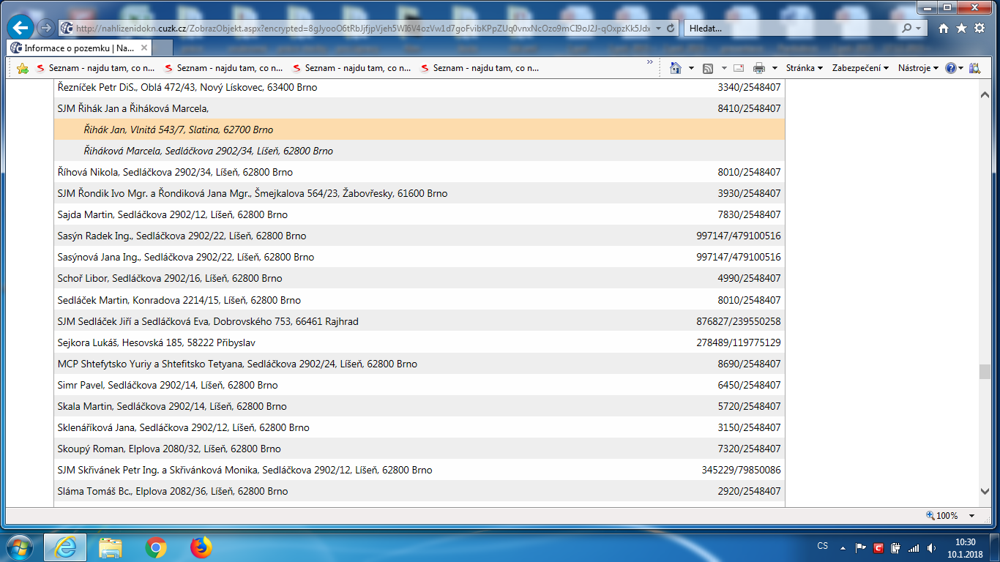 http://nahlizenidokn.cuzk.cz/ZobrazObjekt.aspx?encrypted=
Hledat...
Informace o pozemku | Na...
Seznam - najdu tam, co n... Seznam - najdu tam, co n... Seznam - najdu tam, co n... Seznam - najdu tam, co n... Stránka Zabezpečení Nástroje
Řezníček Petr DiS., Oblá 472/43, Nový Lískovec, 63400 Brno 3340/2548407
SJM Řihák Jan a Řiháková Marcela, 8410/2548407
Řihák Jan, Vlnitá 543/7, Slatina, 62700 Brno
Řiháková Marcela, Sedláčkova 2902/34, Líšeň, 62800 Brno
Říhová Nikola, Sedláčkova 2902/34, Líšeň, 62800 Brno 8010/2548407
SJM Řondik Ivo Mgr. a Řondiková Jana Mgr., Šmejkalova 564/23, Žabovřesky, 61600 Brno 3930/2548407
Sajda Martin, Sedláčkova 2902/12, Líšeň, 62800 Brno 7830/2548407
Sasýn Radek Ing., Sedláčkova 2902/22, Líšeň, 62800 Brno 997147/479100516
Sasýnová Jana Ing., Sedláčkova 2902/22, Líšeň, 62800 Brno 997147/479100516
Schoř Libor, Sedláčkova 2902/16, Líšeň, 62800 Brno 4990/2548407
Sedláček Martin, Konradova 2214/15, Líšeň, 62800 Brno 8010/2548407
SJM Sedláček Jiří a Sedláčková Eva, Dobrovského 753, 66461 Rajhrad 876827/239550258
Sejkora Lukáš, Hesovská 185, 58222 Přibyslav 278489/119775129
MCP Shtefytsko Yuriy a Shtefitsko Tetyana, Sedláčkova 2902/24, Líšeň, 62800 Brno 8690/2548407
Simr Pavel, Sedláčkova 2902/14, Líšeň, 62800 Brno 6450/2548407
Skala Martin, Sedláčkova 2902/14, Líšeň, 62800 Brno 5720/2548407
Sklenáříková Jana, Sedláčkova 2902/12, Líšeň, 62800 Brno 3150/2548407
Skoupý Roman, Elplova 2080/32, Líšeň, 62800 Brno 7320/2548407
SJM Skřivánek Petr Ing. a Skřivánková Monika, Sedláčkova 2902/12, Líšeň, 62800 Brno 345229/79850086
Sláma Tomáš Bc., Elplova 2082/36, Líšeň, 62800 Brno 2920/2548407
100%
CS
10:30
10.1.2018